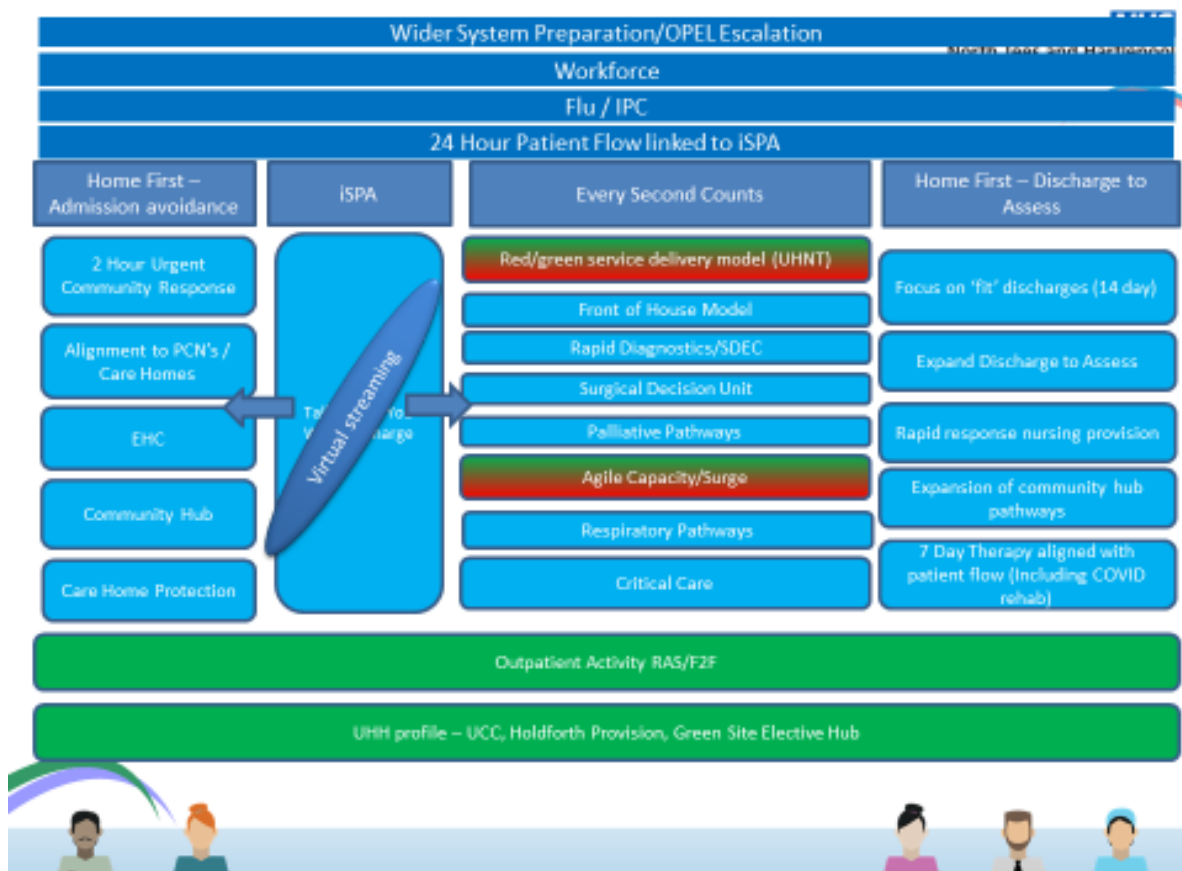 Wider System Preparation/OPEL Escalation
North Tees and Hartlepool
Workforce
Flu / IPC
24 Hour Patient Flow linked to iSPA
Home First –
Admission avoidance
iSPA
Every Second Counts
Home First – Discharge to
Assess
2 Hour Urgent
Community Response
Alignment to PCN's /
Care Homes
EHC
Community Hub
Care Home Protection
Virtual streaming
Red/green service delivery model (UHNT)
Front of House Model
Rapid Diagnostics/SDEC
Surgical Decision Unit
Palliative Pathways
Agile Capacity/Surge
Respiratory Pathways
Critical Care
Focus on 'fit' discharges (14 day)
Expand Discharge to Assess
Rapid response nursing provision
Expansion of community hub
pathways
7 Day Therapy aligned with
patient flow (Including COVID
rehab)
Outpatient Activity RAS/F2F
UHH profile – UCC, Holdforth Provision, Green Site Elective Hub